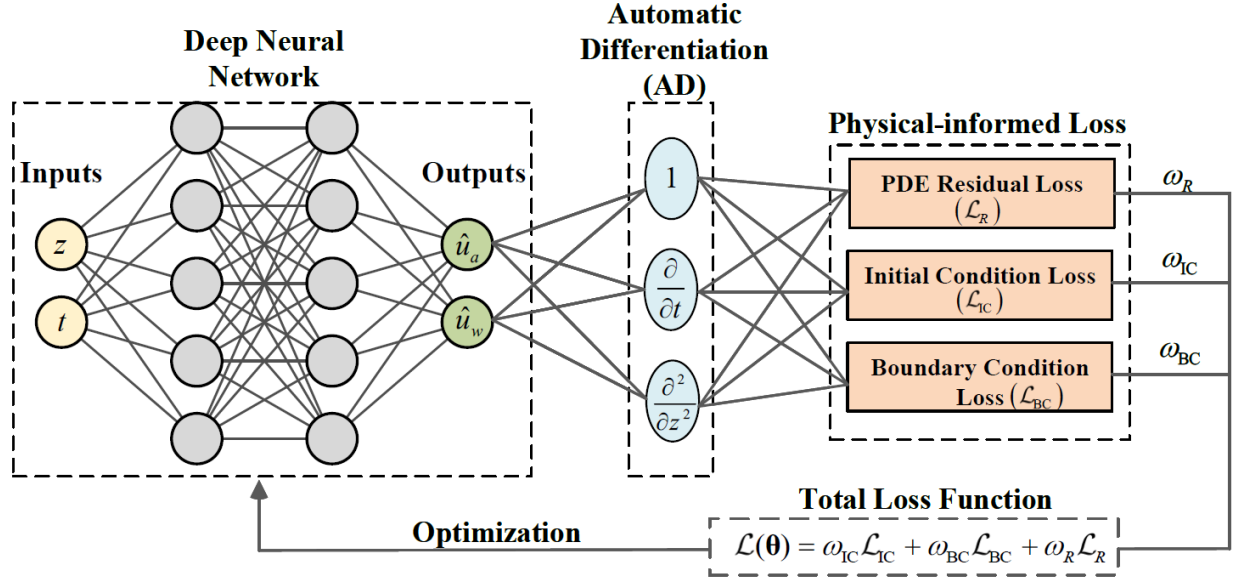 Deep Neural
Network
Automatic
Differentiation
(AD)
Physical-informed Loss
Inputs
Outputs
z
t
û_a
û_w
1
∂/∂t
∂²/∂z²
PDE Residual Loss
(ℒ_R)
Initial Condition Loss
(ℒ_IC)
Boundary Condition
Loss (ℒ_BC)
ω_R
ω_IC
ω_BC
Total Loss Function
ℒ(θ) = ω_IC ℒ_IC + ω_BC ℒ_BC + ω_R ℒ_R
Optimization